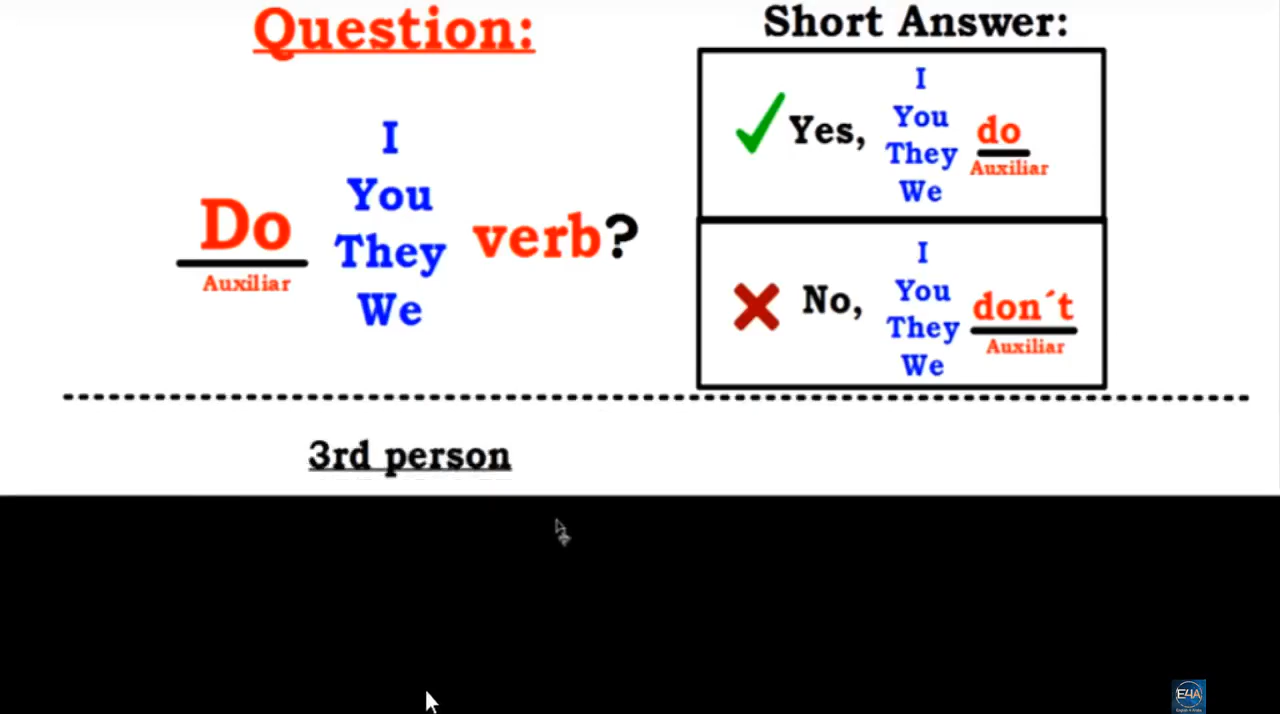 Question:
Do
Auxiliar
I
You
They
We
verb?
Short Answer:
Yes,
I
You
They
We
do
Auxiliar
No,
I
You
They
We
don´t
Auxiliar
3rd person
E4A